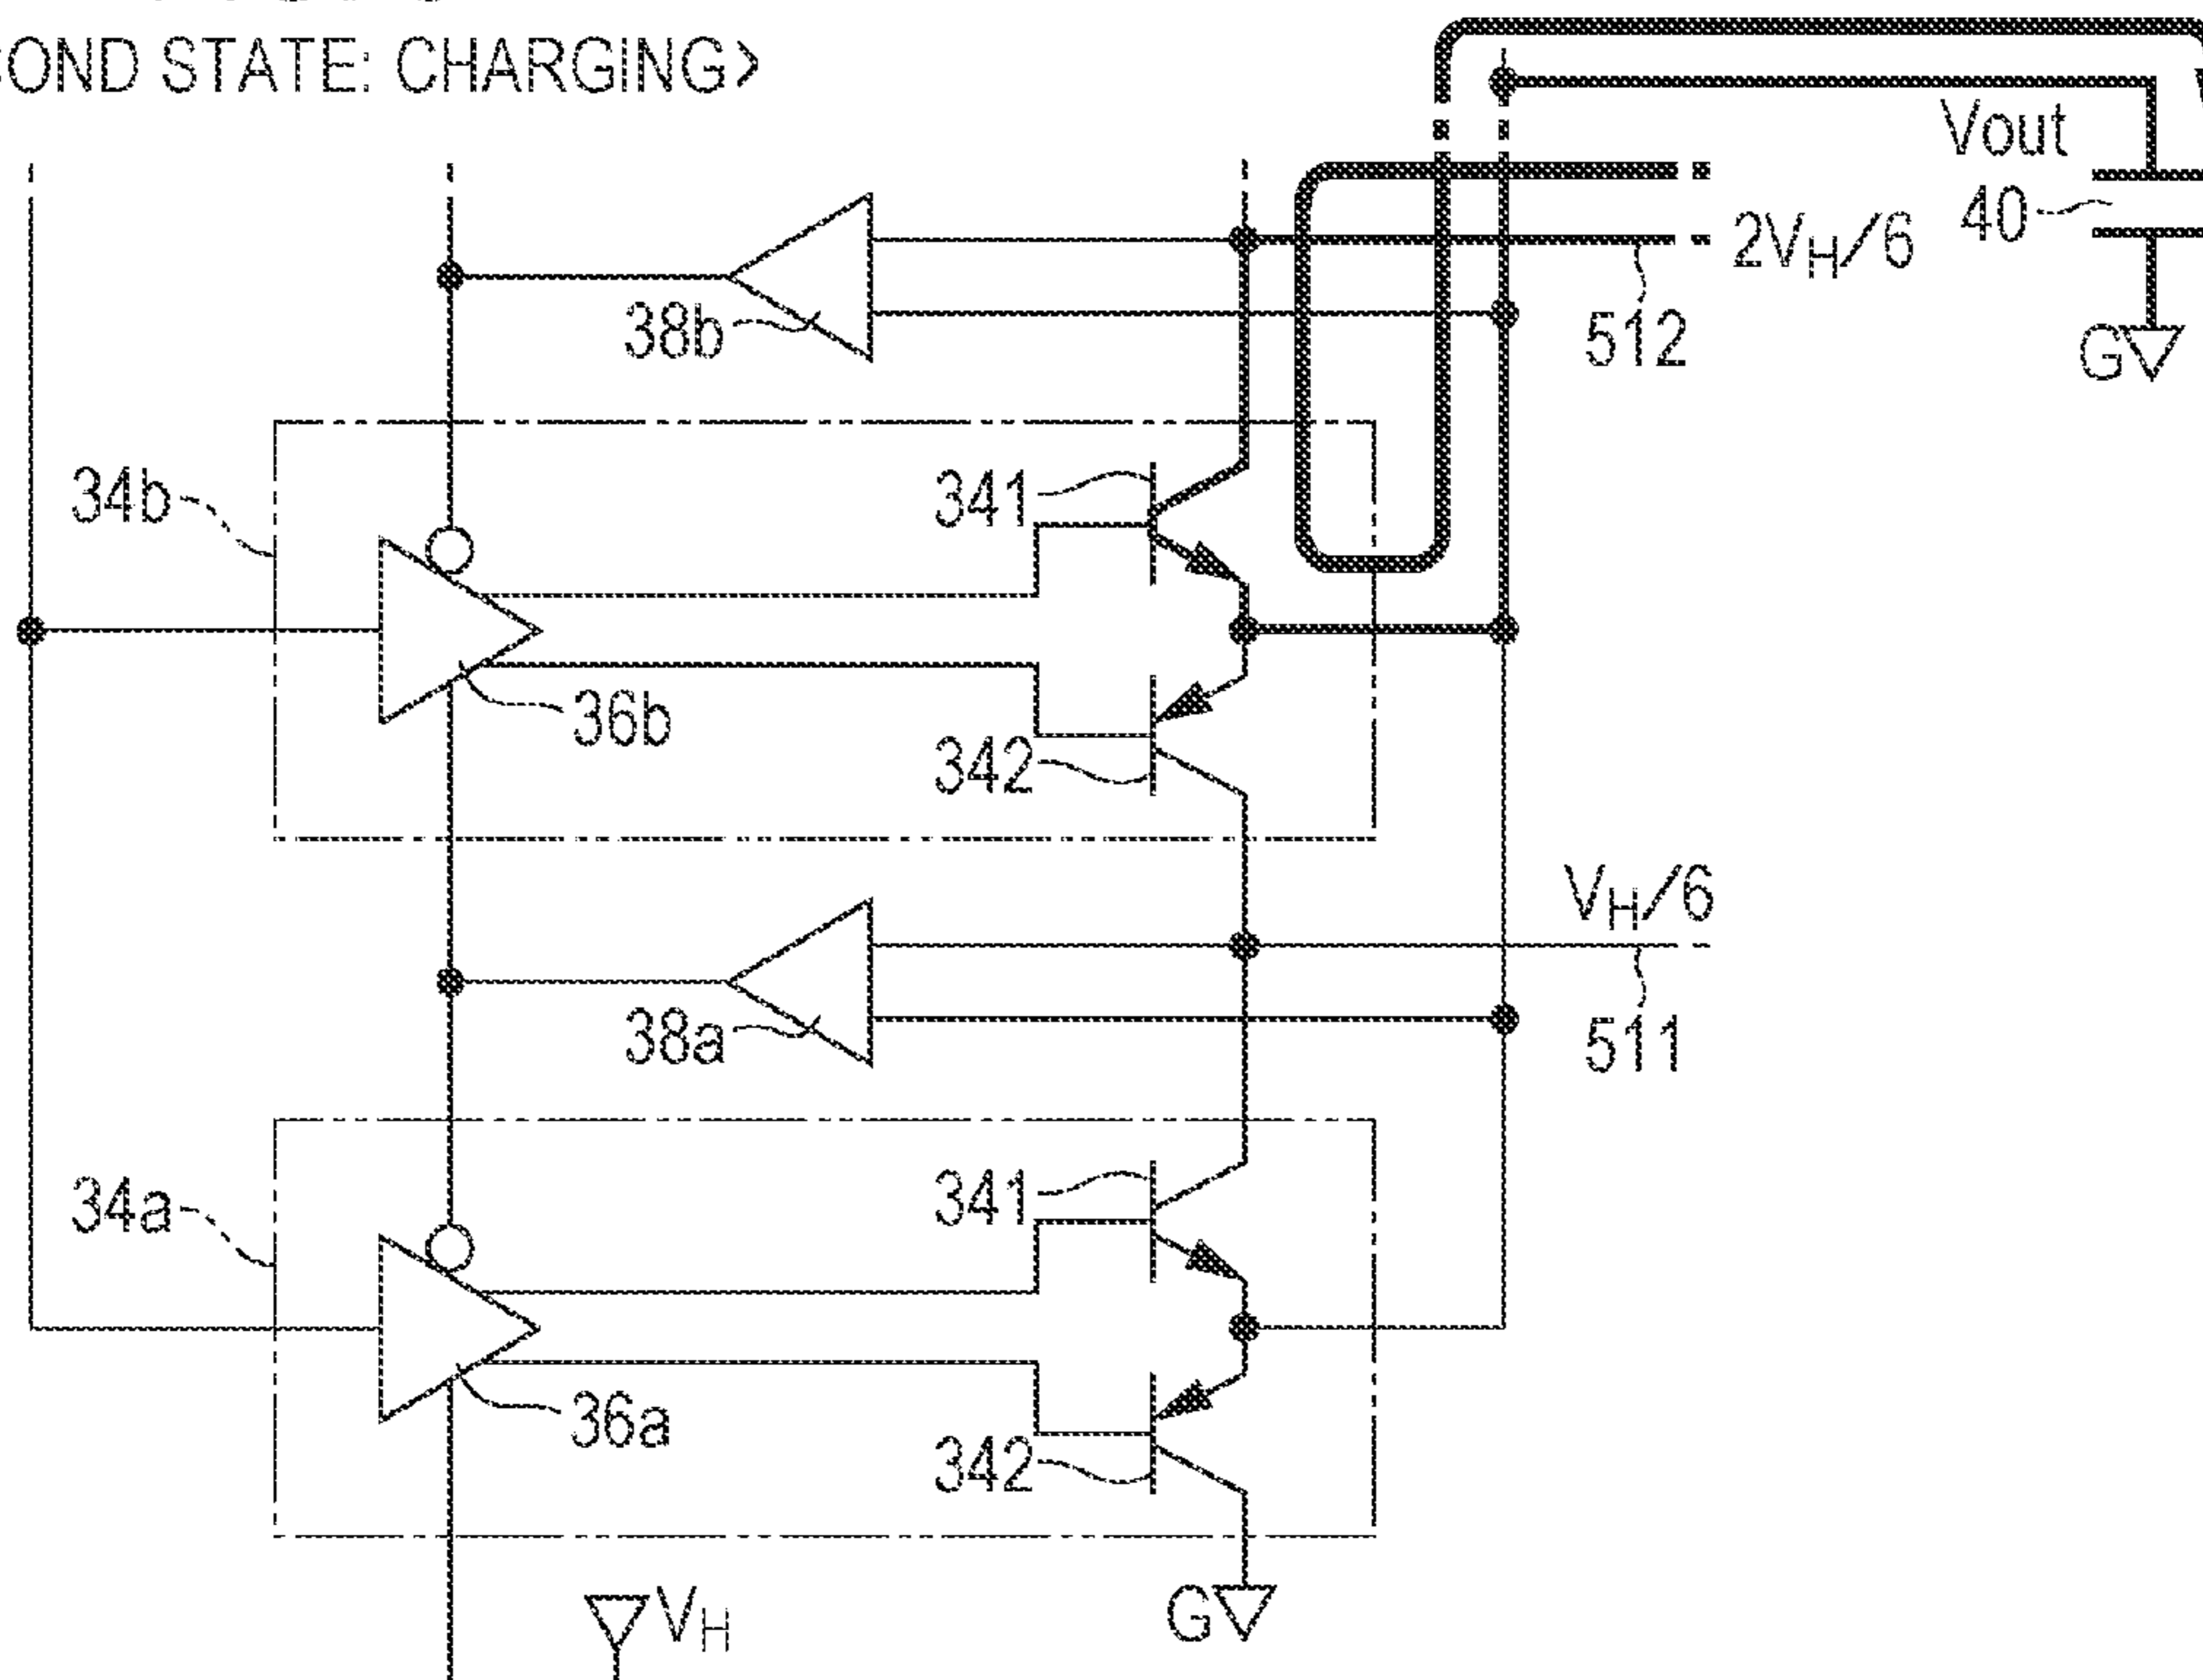 OND STATE: CHARGING>
Vout
40
2VH/6
38b
512
G
34b
341
36b
342
VH/6
38a
511
34a
341
36a
342
VH
G